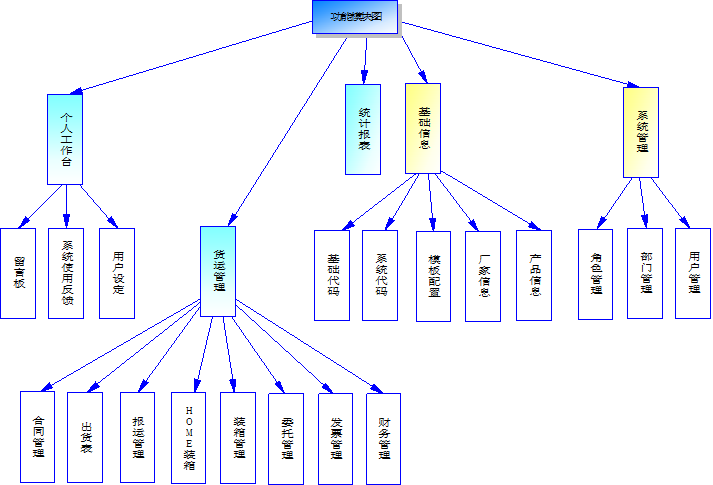 功能模块图
个人工作台
统计报表
基础信息
系统管理
货运管理
留言板
系统使用反馈
用户设定
基础代码
系统代码
模板配置
厂家信息
产品信息
角色管理
部门管理
用户管理
合同管理
出货表
报运管理
HOME装箱
装箱管理
委托管理
发票管理
财务管理